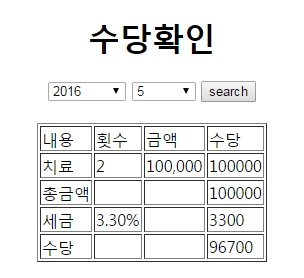 수당확인
2016 5 search
내용 횟수 금액 수당
치료 2 100,000 100000
총금액 100000
세금 3.30% 3300
수당 96700